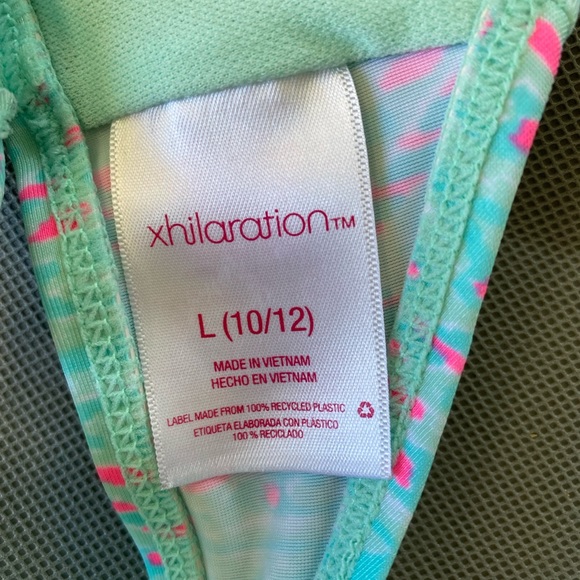 xhilaration™
L (10/12)
MADE IN VIETNAM
HECHO EN VIETNAM
LABEL MADE FROM 100% RECYCLED PLASTIC
ETIQUETA ELABORADA CON PLASTICO
100 % RECICLADO